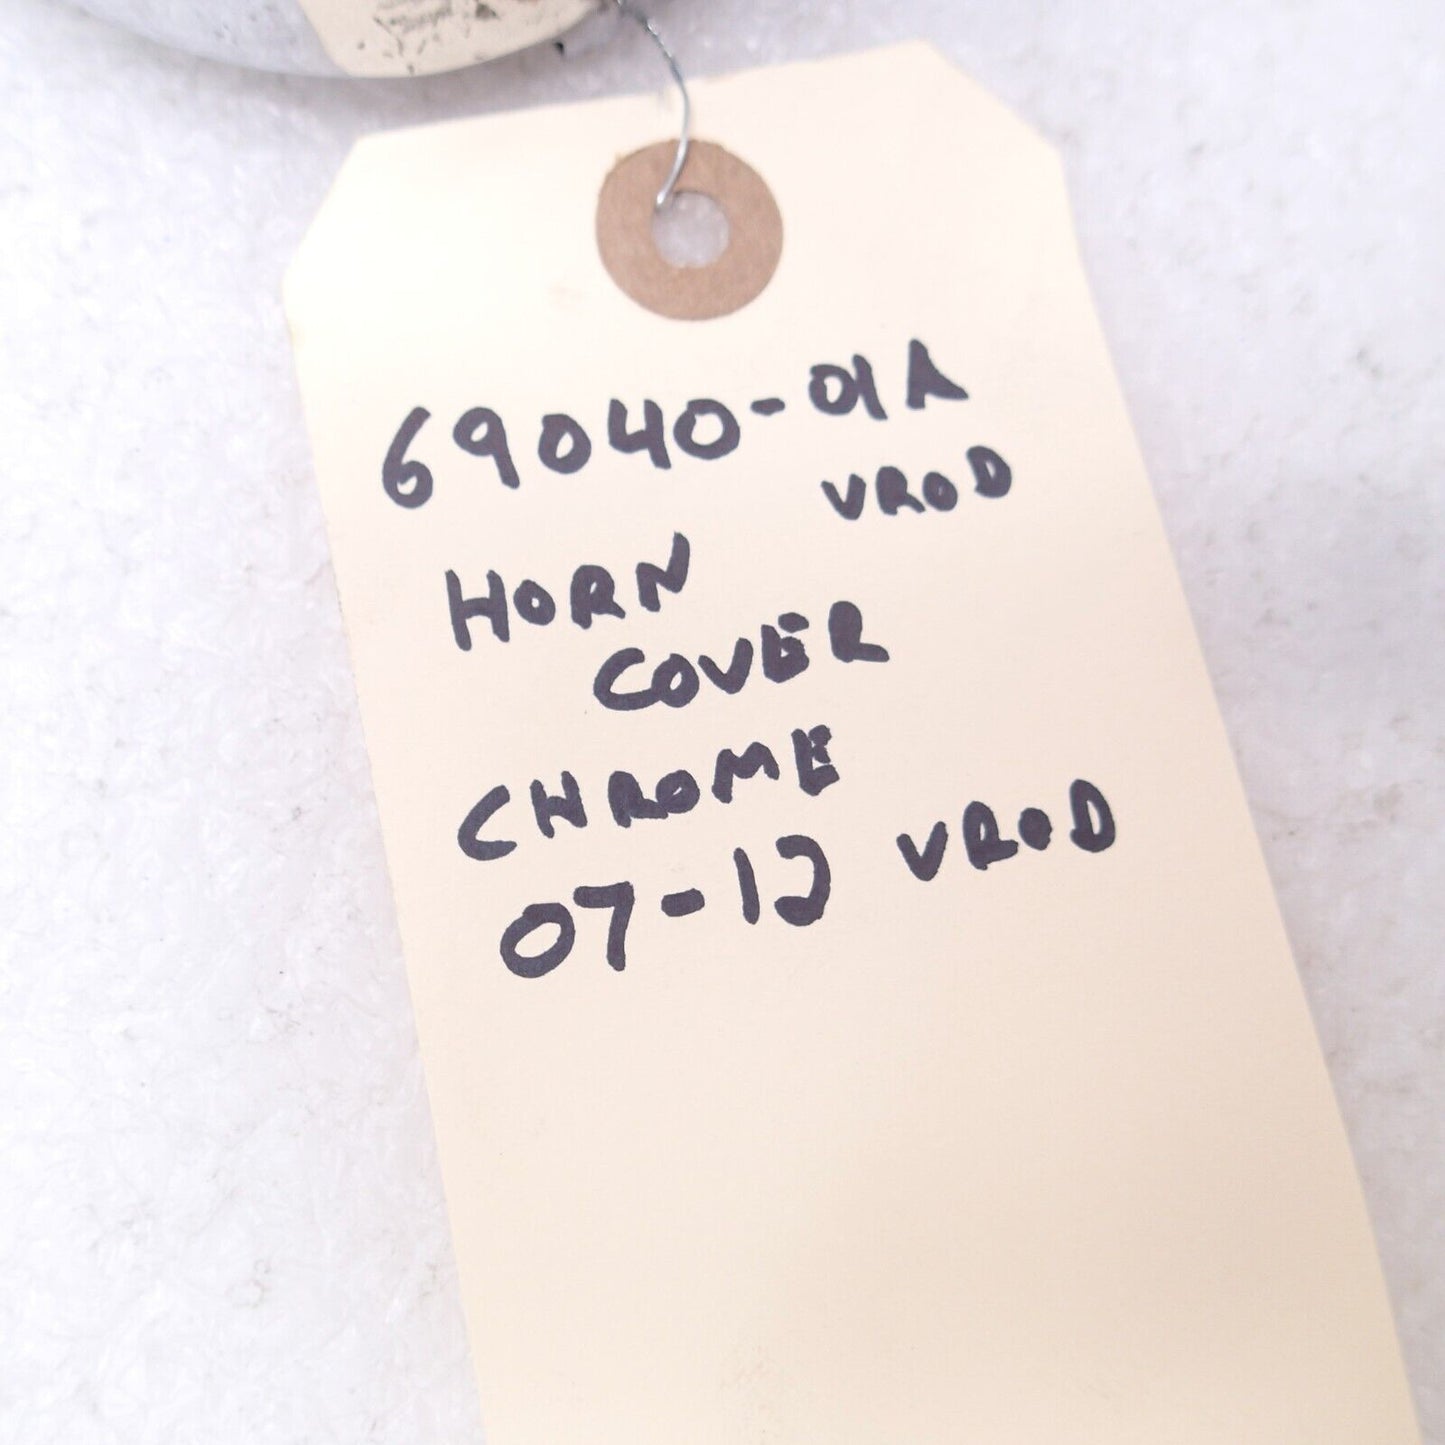 69040-01A
VROD
HORN
COVER
CHROME
07-12 VROD